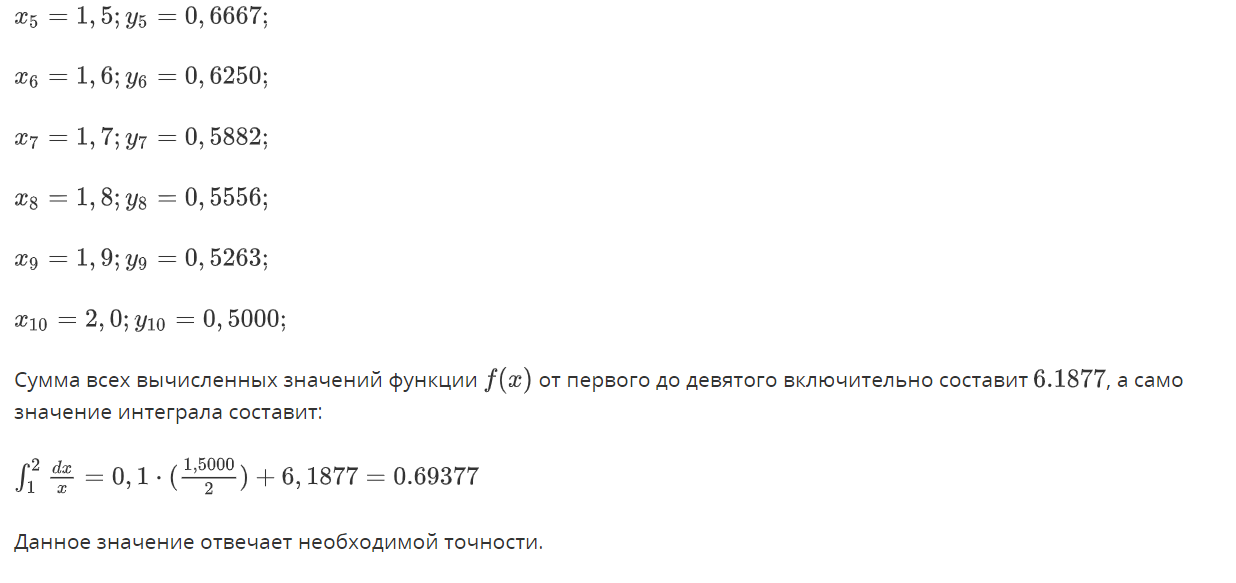 x₅ = 1,5; y₅ = 0,6667;
x₆ = 1,6; y₆ = 0,6250;
x₇ = 1,7; y₇ = 0,5882;
x₈ = 1,8; y₈ = 0,5556;
x₉ = 1,9; y₉ = 0,5263;
x₁₀ = 2,0; y₁₀ = 0,5000;
Сумма всех вычисленных значений функции f(x) от первого до девятого включительно составит 6.1877, а само
значение интеграла составит:
∫₁² dx/x = 0,1 · (1,5000/2) + 6,1877 = 0.69377
Данное значение отвечает необходимой точности.